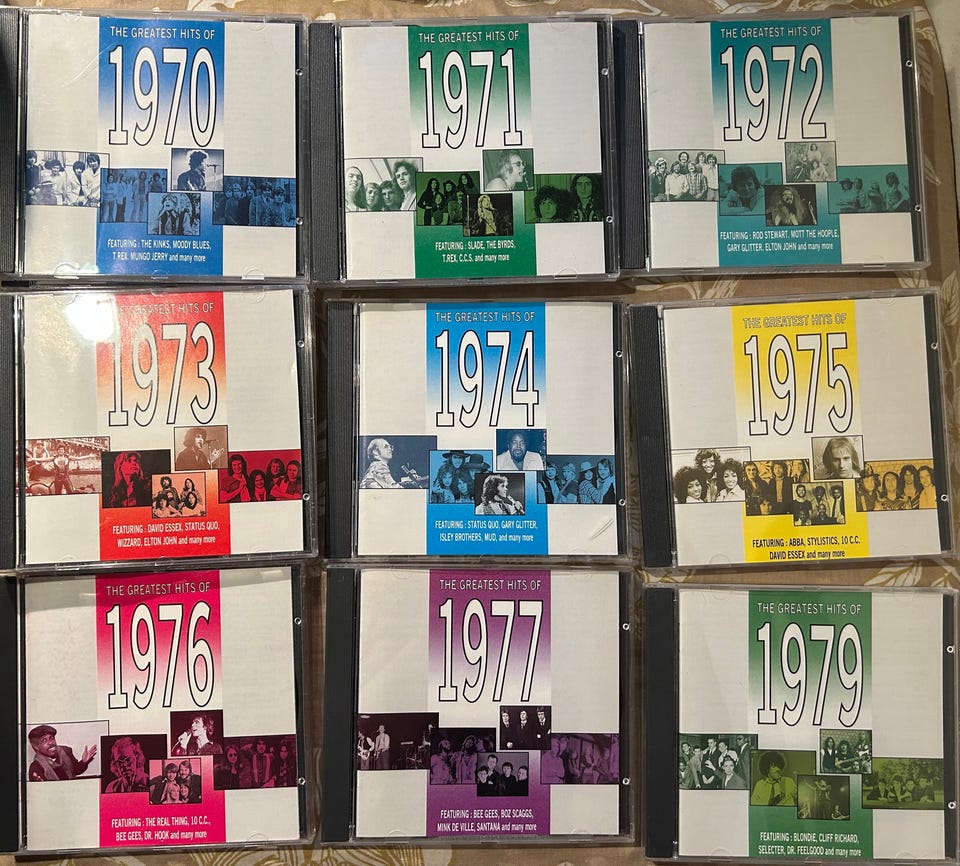 THE GREATEST HITS OF
1970
FEATURING : THE KINKS, MOODY BLUES,
T.REX, MUNGO JERRY and many more
THE GREATEST HITS OF
1971
FEATURING : SLADE, THE BYRDS,
T.REX, C.C.S. and many more
THE GREATEST HITS OF
1972
FEATURING : ROD STEWART, MOTT THE HOOPLE,
GARY GLITTER, ELTON JOHN and many more
THE GREATEST HITS OF
1973
FEATURING : DAVID ESSEX, STATUS QUO,
WIZZARD, ELTON JOHN and many more
THE GREATEST HITS OF
1974
FEATURING : STATUS QUO, GARY GLITTER,
ISLEY BROTHERS, MUD, and many more
THE GREATEST HITS OF
1975
FEATURING : ABBA, STYLISTICS, 10 C.C.
DAVID ESSEX and many more
THE GREATEST HITS OF
1976
FEATURING : THE REAL THING, 10 C.C.,
BEE GEES, DR. HOOK and many more
THE GREATEST HITS OF
1977
FEATURING : BEE GEES, BOZ SCAGGS,
MINK DE VILLE, SANTANA and many more
THE GREATEST HITS OF
1979
FEATURING : BLONDIE, CLIFF RICHARD,
SELECTER, DR. FEELGOOD and many more